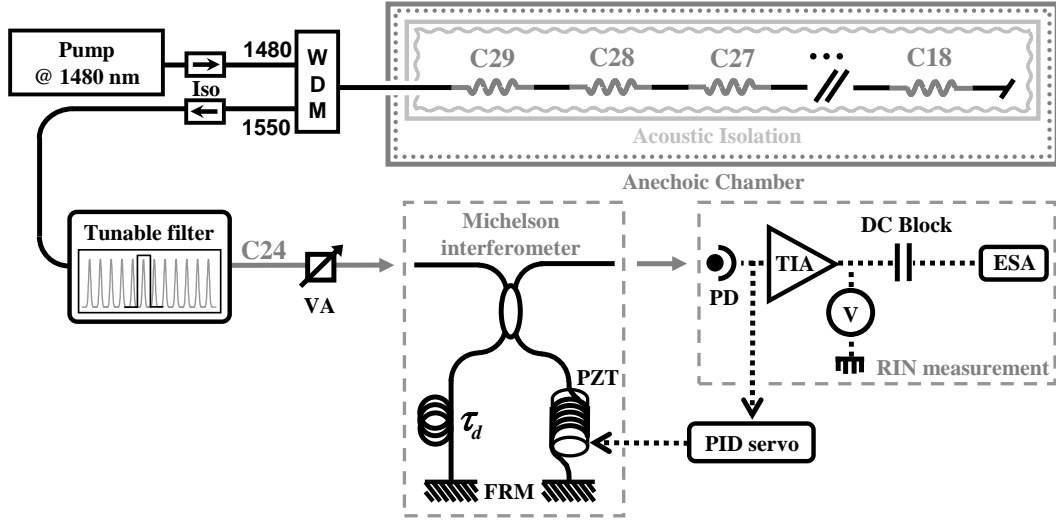 Pump
@ 1480 nm
Iso
1480
1550
W
D
M
C29
C28
C27
...
C18
Acoustic Isolation
Anechoic Chamber
Tunable filter
C24
VA
Michelson
interferometer
τd
PZT
FRM
PD
TIA
DC Block
V
ESA
RIN measurement
PID servo